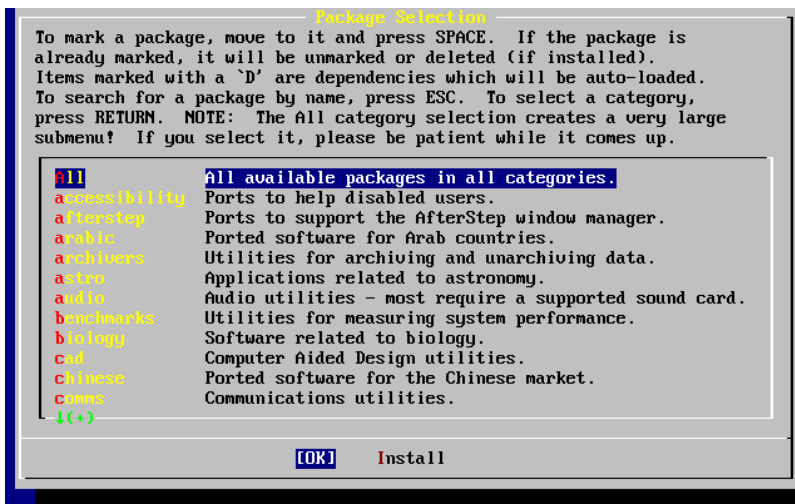 Package Selection
To mark a package, move to it and press SPACE.  If the package is
already marked, it will be unmarked or deleted (if installed).
Items marked with a `D' are dependencies which will be auto-loaded.
To search for a package by name, press ESC.  To select a category,
press RETURN.  NOTE:  The All category selection creates a very large
submenu!  If you select it, please be patient while it comes up.
All All available packages in all categories.
accessibility Ports to help disabled users.
afterstep Ports to support the AfterStep window manager.
arabic Ported software for Arab countries.
archivers Utilities for archiving and unarchiving data.
astro Applications related to astronomy.
audio Audio utilities - most require a supported sound card.
benchmarks Utilities for measuring system performance.
biology Software related to biology.
cad Computer Aided Design utilities.
chinese Ported software for the Chinese market.
comms Communications utilities.
↓(+)
[OK] Install